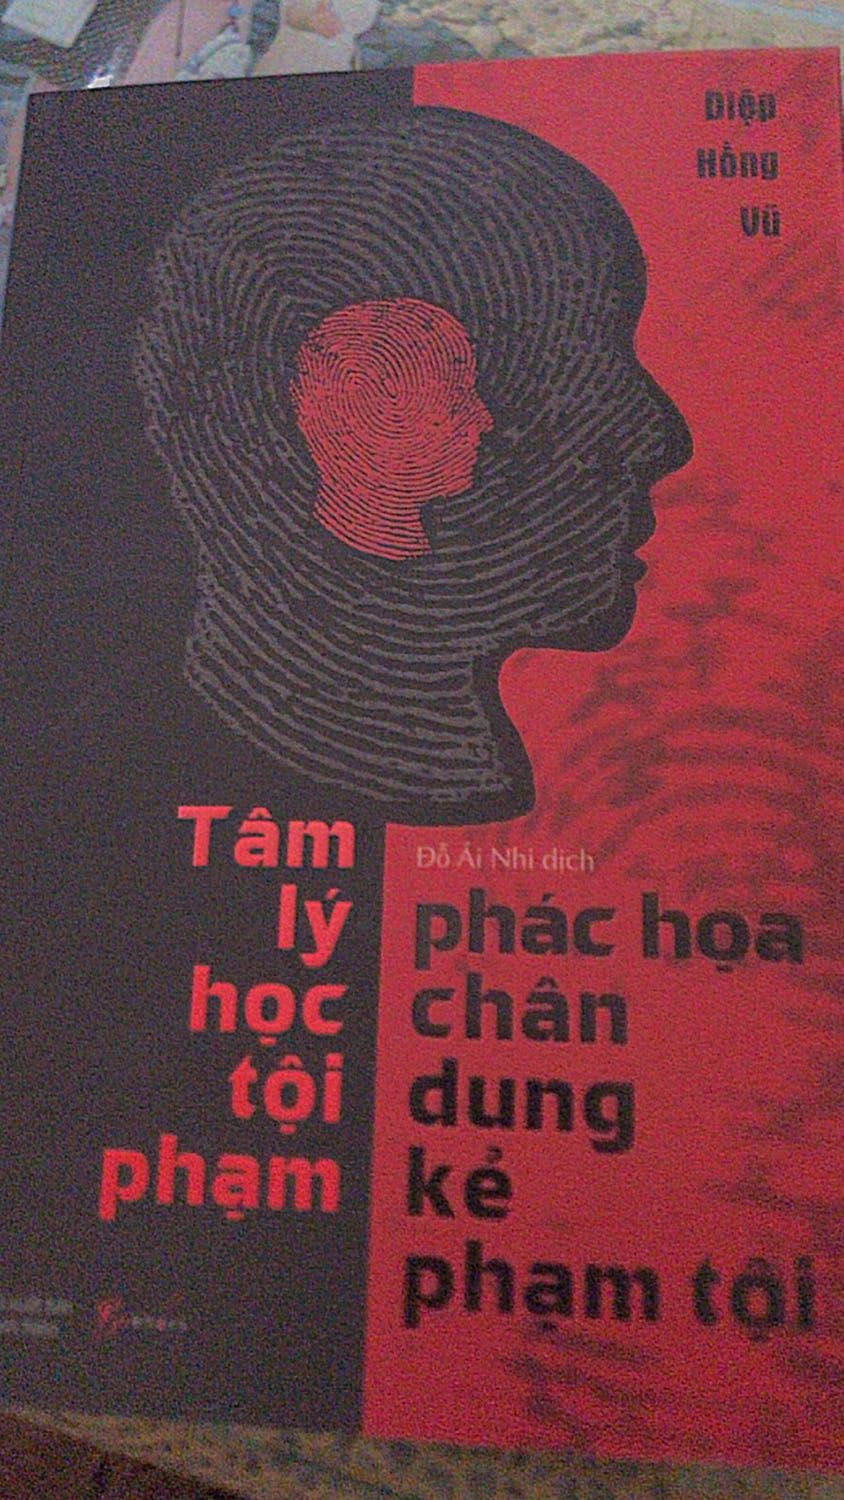 Diệp
Hồng
Vũ
Tâm
lý
học
tội
phạm
Đỗ Ái Nhi dịch
phác họa
chân
dung
kẻ
phạm tội